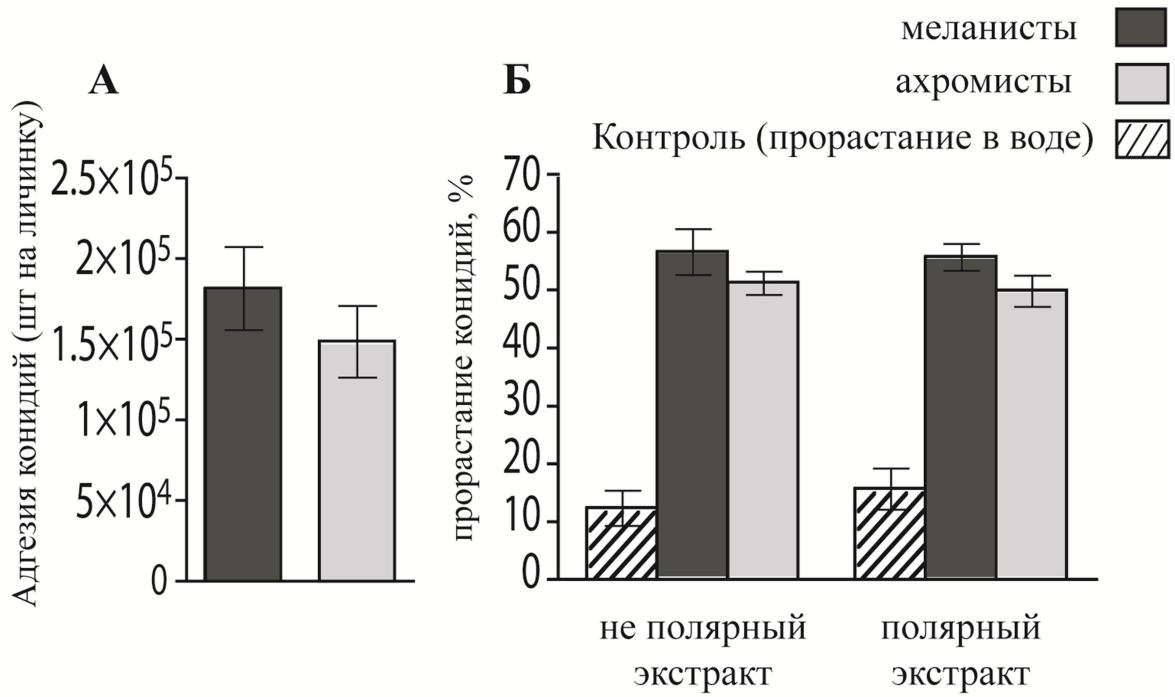 меланисты
ахромисты
Контроль (прорастание в воде)
А
Адгезия конидий (шт на личинку)
2.5×10⁵
2×10⁵
1.5×10⁵
1×10⁵
5×10⁴
0
Б
прорастание конидий, %
70
60
50
40
30
20
10
0
не полярный
экстракт
полярный
экстракт